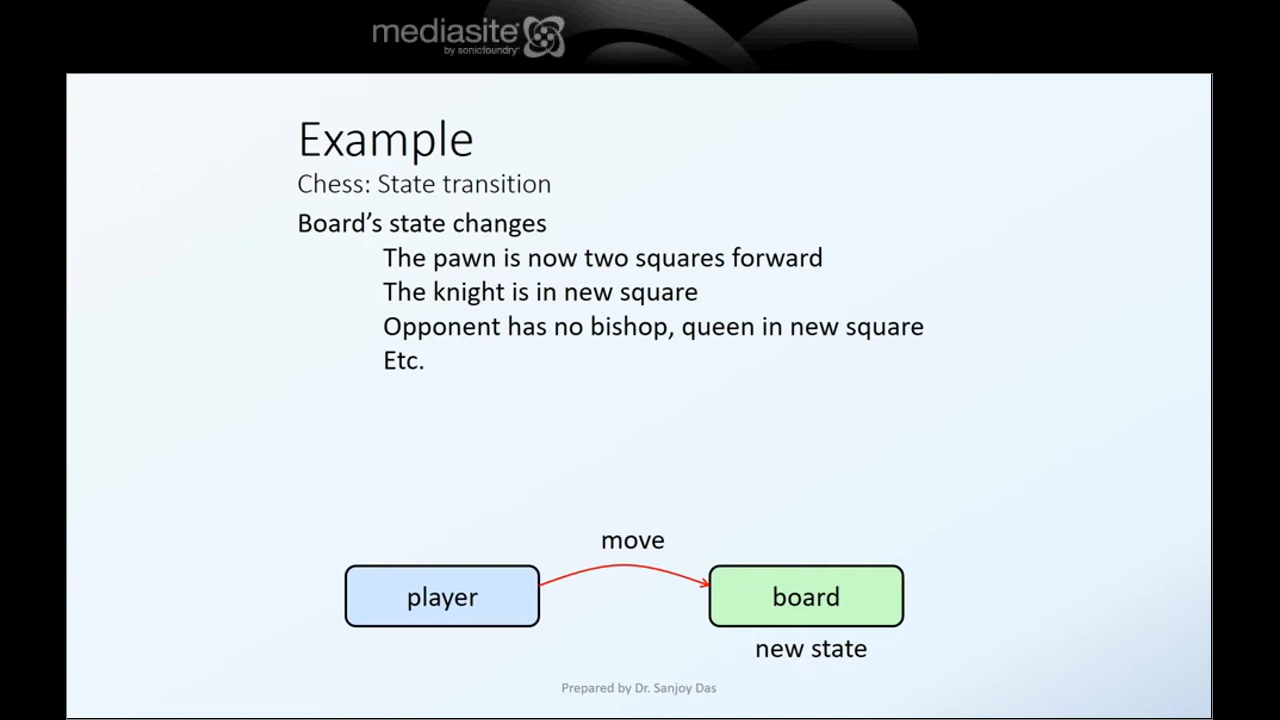 mediasite
by sonicfoundry
Example
Chess: State transition
Board's state changes
The pawn is now two squares forward
The knight is in new square
Opponent has no bishop, queen in new square
Etc.
move
player
board
new state
Prepared by Dr. Sanjoy Das